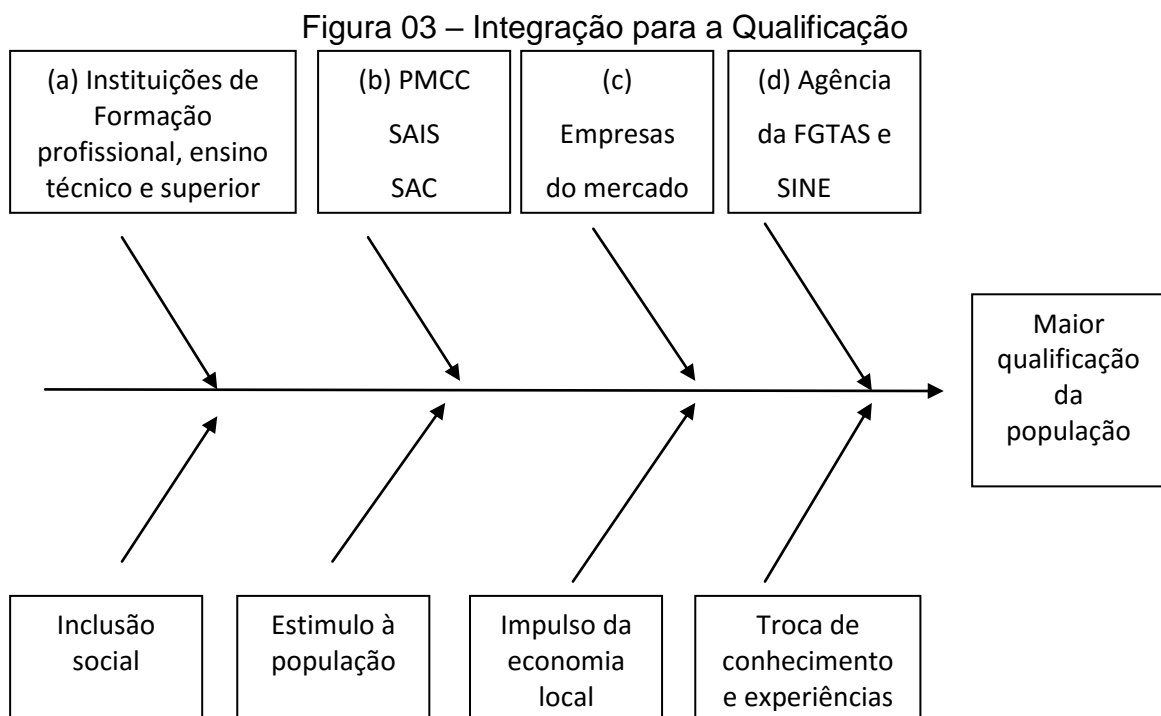 Figura 03 – Integração para a Qualificação
(a) Instituições de
Formação
profissional, ensino
técnico e superior
(b) PMCC
SAIS
SAC
(c)
Empresas
do mercado
(d) Agência
da FGTAS e
SINE
Maior
qualificação
da
população
Inclusão
social
Estimulo à
população
Impulso da
economia
local
Troca de
conhecimento
e experiências